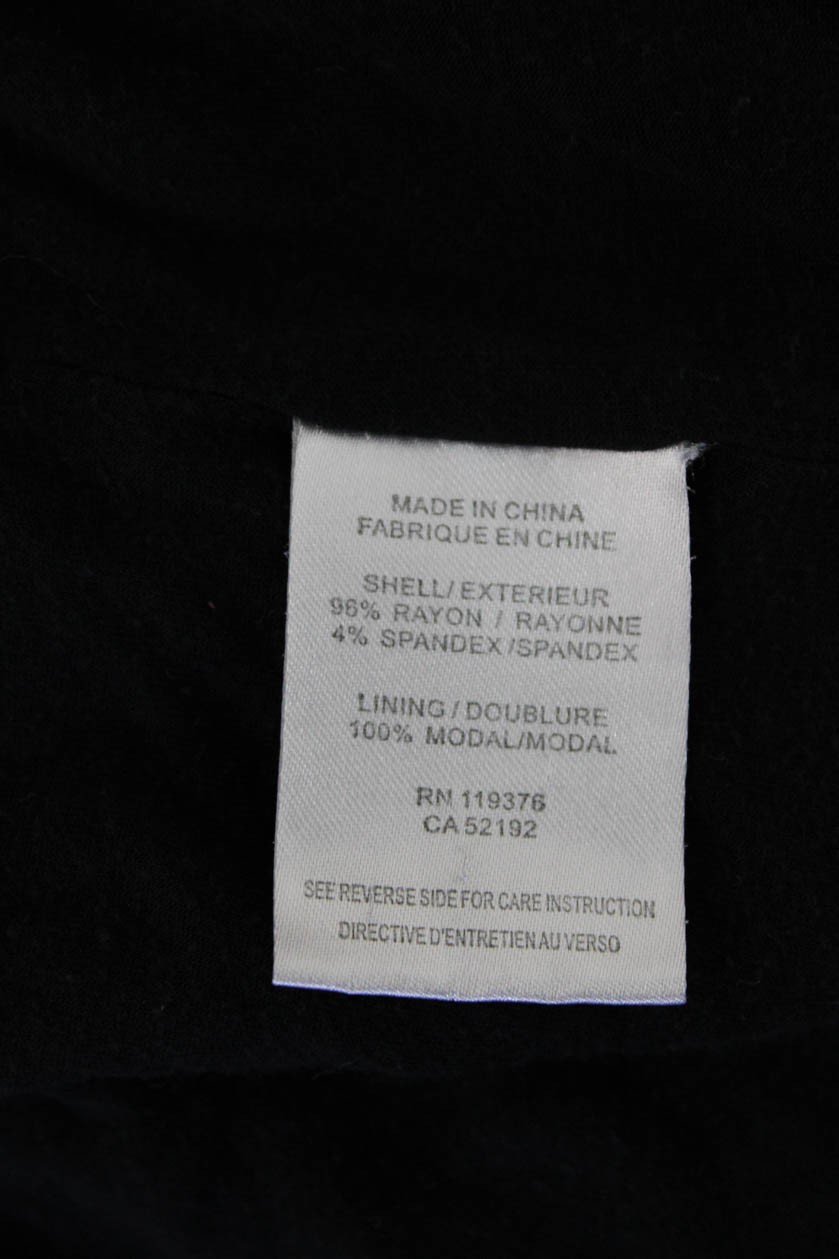 MADE IN CHINA
FABRIQUE EN CHINE
SHELL/EXTERIEUR
96% RAYON / RAYONNE
4% SPANDEX/SPANDEX
LINING/DOUBLURE
100% MODAL/MODAL
RN 119376
CA 52192
SEE REVERSE SIDE FOR CARE INSTRUCTION
DIRECTIVE D'ENTRETIEN AU VERSO